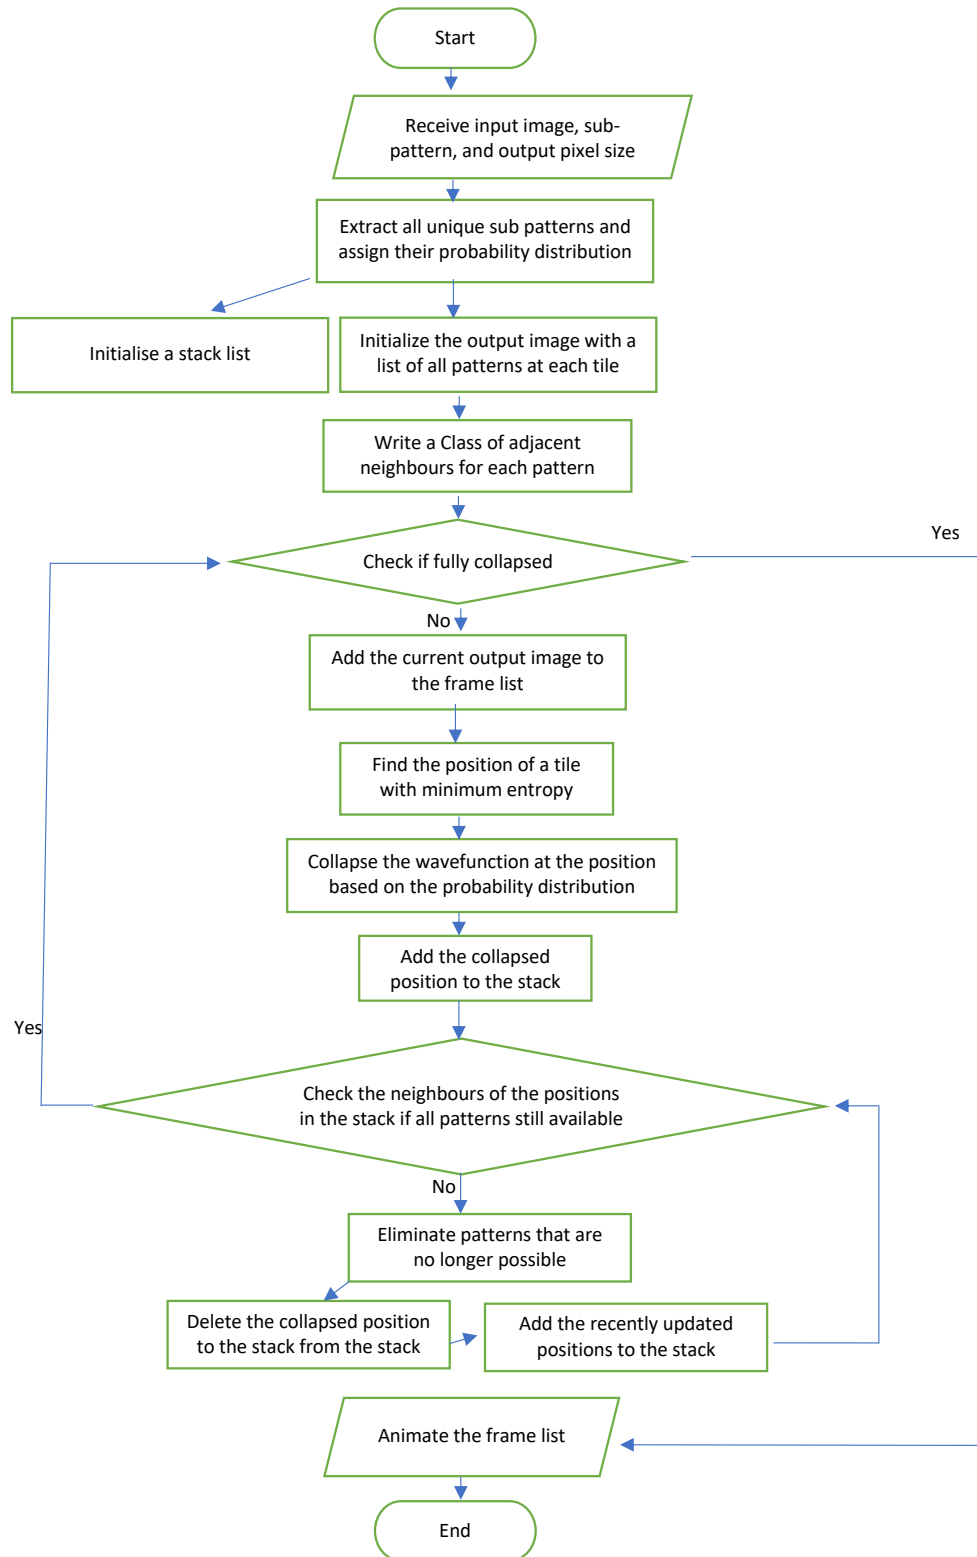 Start
Receive input image, sub-
pattern, and output pixel size
Extract all unique sub patterns and
assign their probability distribution
Initialise a stack list
Initialize the output image with a
list of all patterns at each tile
Write a Class of adjacent
neighbours for each pattern
Yes
Check if fully collapsed
No
Add the current output image to
the frame list
Find the position of a tile
with minimum entropy
Collapse the wavefunction at the position
based on the probability distribution
Add the collapsed
position to the stack
Yes
Check the neighbours of the positions
in the stack if all patterns still available
No
Eliminate patterns that are
no longer possible
Delete the collapsed position
to the stack from the stack
Add the recently updated
positions to the stack
Animate the frame list
End